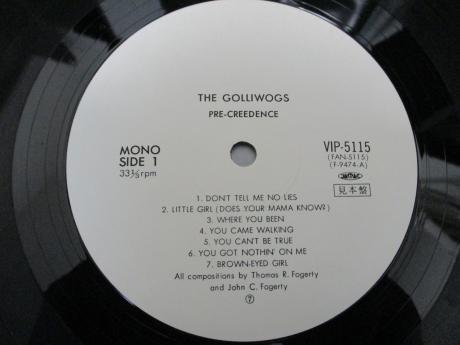 THE GOLLIWOGS
PRE-CREEDENCE
MONO
SIDE 1
33⅓rpm
VIP-5115
(FAN-5115)
(F-9474-A)
見本盤
1. DON'T TELL ME NO LIES
2. LITTLE GIRL (DOES YOUR MAMA KNOW?)
3. WHERE YOU BEEN
4. YOU CAME WALKING
5. YOU CAN'T BE TRUE
6. YOU GOT NOTHIN' ON ME
7. BROWN-EYED GIRL
All compositions by Thomas R. Fogerty
and John C. Fogerty
⑦